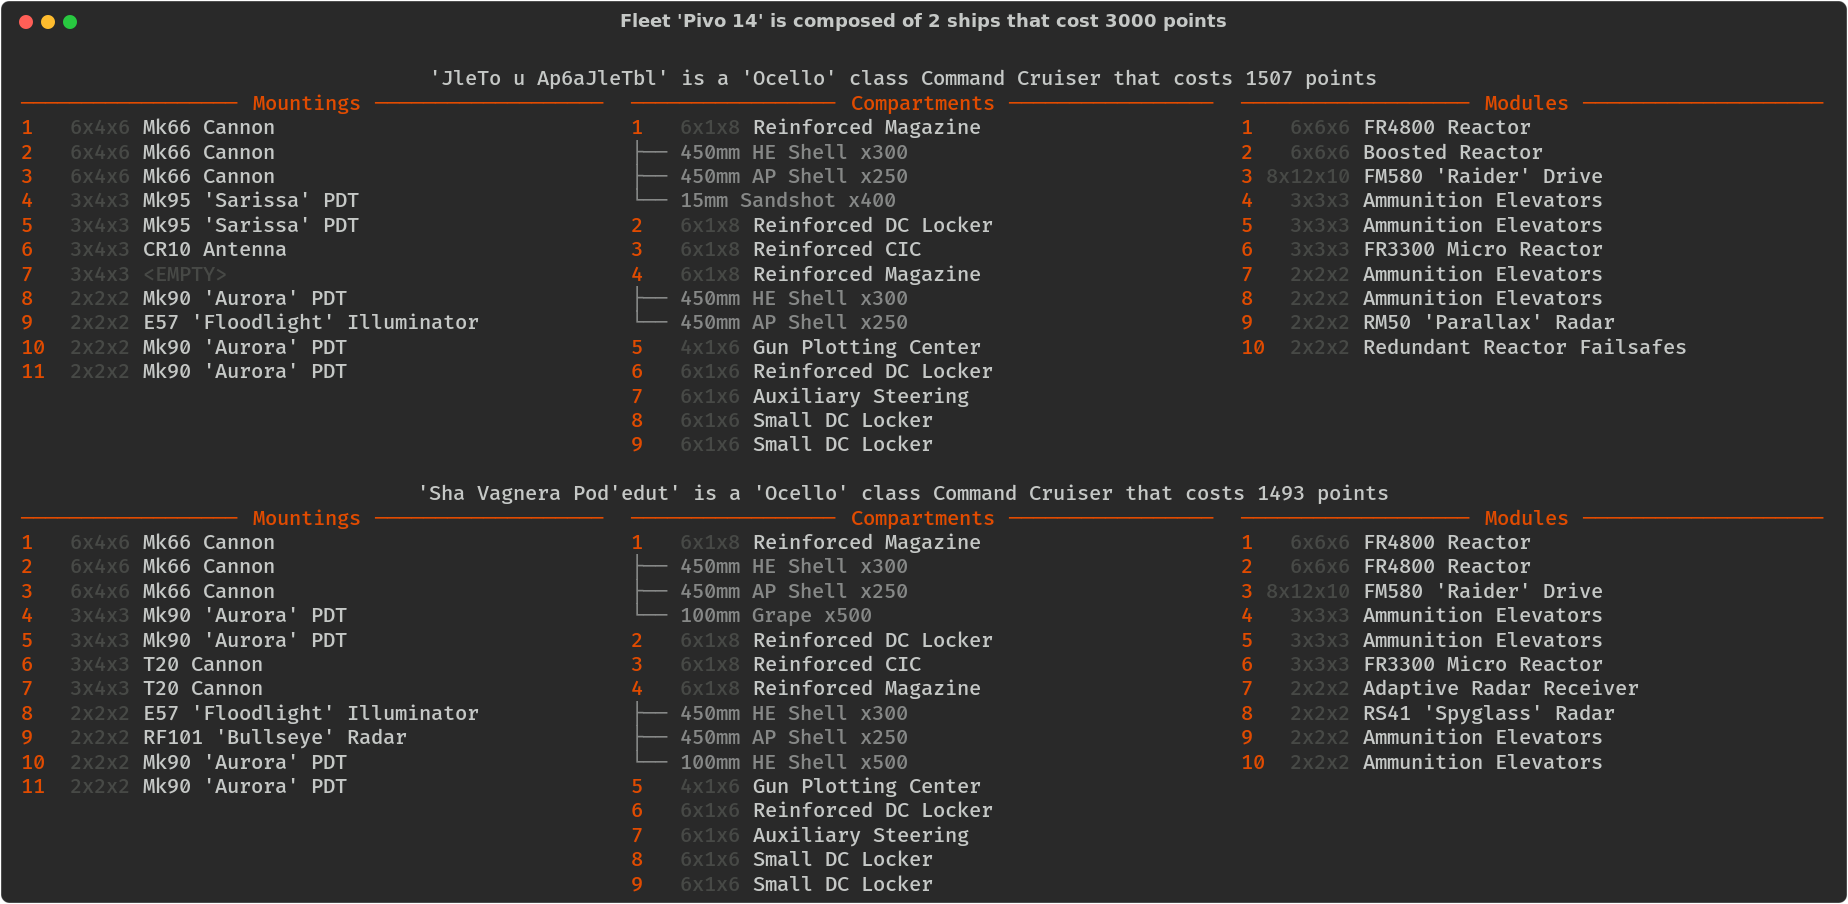 Fleet 'Pivo 14' is composed of 2 ships that cost 3000 points
'JleTo u Ap6aJleTbl' is a 'Ocello' class Command Cruiser that costs 1507 points
Mountings
1 6x4x6 Mk66 Cannon
2 6x4x6 Mk66 Cannon
3 6x4x6 Mk66 Cannon
4 3x4x3 Mk95 'Sarissa' PDT
5 3x4x3 Mk95 'Sarissa' PDT
6 3x4x3 CR10 Antenna
7 3x4x3 <EMPTY>
8 2x2x2 Mk90 'Aurora' PDT
9 2x2x2 E57 'Floodlight' Illuminator
10 2x2x2 Mk90 'Aurora' PDT
11 2x2x2 Mk90 'Aurora' PDT
Compartments
1 6x1x8 Reinforced Magazine
450mm HE Shell x300
450mm AP Shell x250
15mm Sandshot x400
2 6x1x8 Reinforced DC Locker
3 6x1x8 Reinforced CIC
4 6x1x8 Reinforced Magazine
450mm HE Shell x300
450mm AP Shell x250
5 4x1x6 Gun Plotting Center
6 6x1x6 Reinforced DC Locker
7 6x1x6 Auxiliary Steering
8 6x1x6 Small DC Locker
9 6x1x6 Small DC Locker
Modules
1 6x6x6 FR4800 Reactor
2 6x6x6 Boosted Reactor
3 8x12x10 FM580 'Raider' Drive
4 3x3x3 Ammunition Elevators
5 3x3x3 Ammunition Elevators
6 3x3x3 FR3300 Micro Reactor
7 2x2x2 Ammunition Elevators
8 2x2x2 Ammunition Elevators
9 2x2x2 RM50 'Parallax' Radar
10 2x2x2 Redundant Reactor Failsafes
'Sha Vagnera Pod'edut' is a 'Ocello' class Command Cruiser that costs 1493 points
Mountings
1 6x4x6 Mk66 Cannon
2 6x4x6 Mk66 Cannon
3 6x4x6 Mk66 Cannon
4 3x4x3 Mk90 'Aurora' PDT
5 3x4x3 Mk90 'Aurora' PDT
6 3x4x3 T20 Cannon
7 3x4x3 T20 Cannon
8 2x2x2 E57 'Floodlight' Illuminator
9 2x2x2 RF101 'Bullseye' Radar
10 2x2x2 Mk90 'Aurora' PDT
11 2x2x2 Mk90 'Aurora' PDT
Compartments
1 6x1x8 Reinforced Magazine
450mm HE Shell x300
450mm AP Shell x250
100mm Grape x500
2 6x1x8 Reinforced DC Locker
3 6x1x8 Reinforced CIC
4 6x1x8 Reinforced Magazine
450mm HE Shell x300
450mm AP Shell x250
100mm HE Shell x500
5 4x1x6 Gun Plotting Center
6 6x1x6 Reinforced DC Locker
7 6x1x6 Auxiliary Steering
8 6x1x6 Small DC Locker
9 6x1x6 Small DC Locker
Modules
1 6x6x6 FR4800 Reactor
2 6x6x6 FR4800 Reactor
3 8x12x10 FM580 'Raider' Drive
4 3x3x3 Ammunition Elevators
5 3x3x3 Ammunition Elevators
6 3x3x3 FR3300 Micro Reactor
7 2x2x2 Adaptive Radar Receiver
8 2x2x2 RS41 'Spyglass' Radar
9 2x2x2 Ammunition Elevators
10 2x2x2 Ammunition Elevators